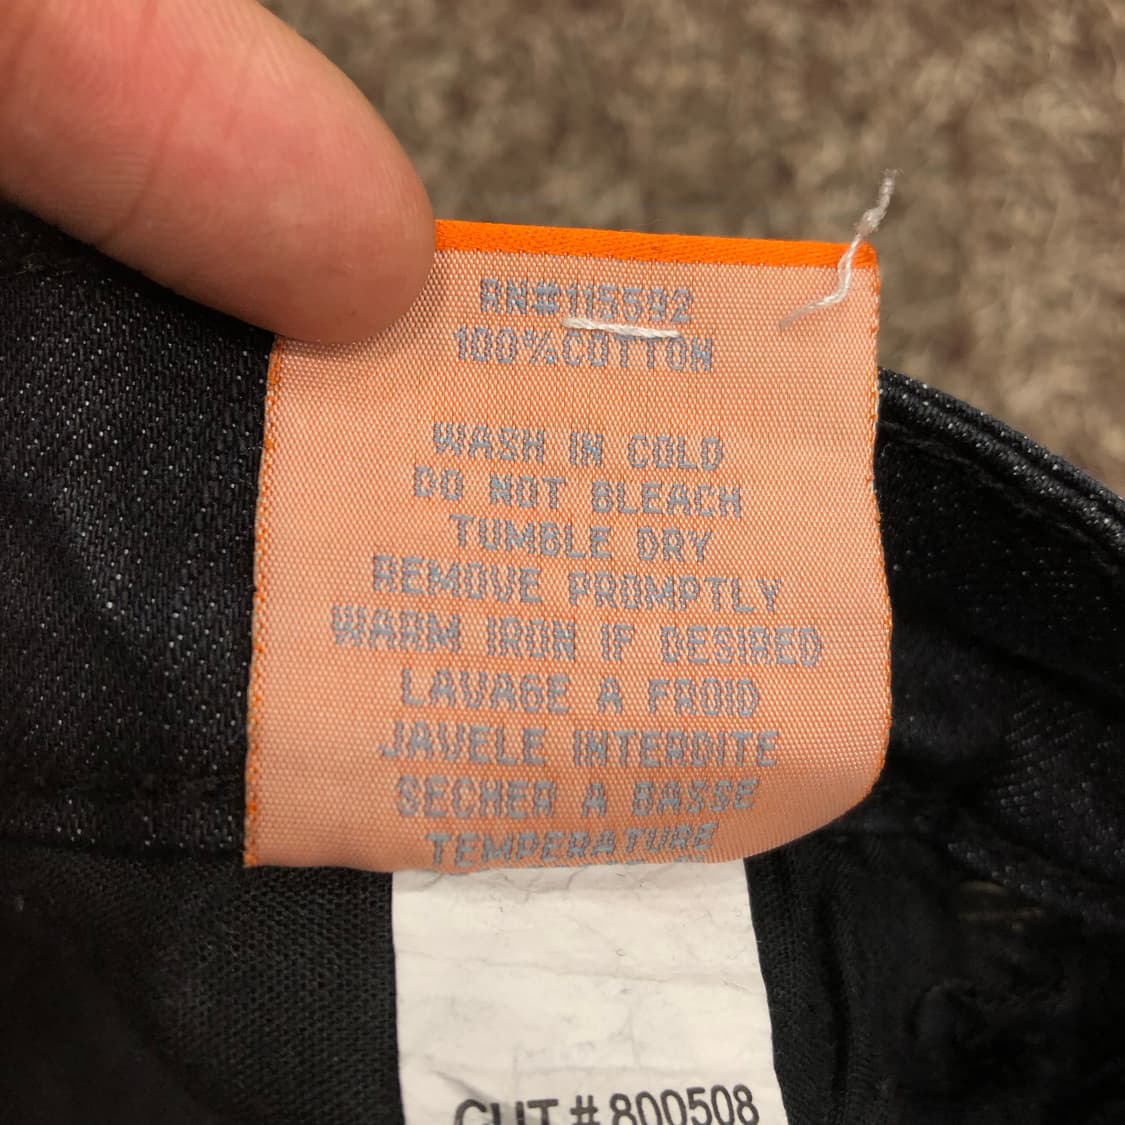 RN#115592
100%COTTON
WASH IN COLD
DO NOT BLEACH
TUMBLE DRY
REMOVE PROMPTLY
WARM IRON IF DESIRED
LAVAGE A FROID
JAVELE INTERDITE
SECHER A BASSE
TEMPERATURE
CUT # 800508